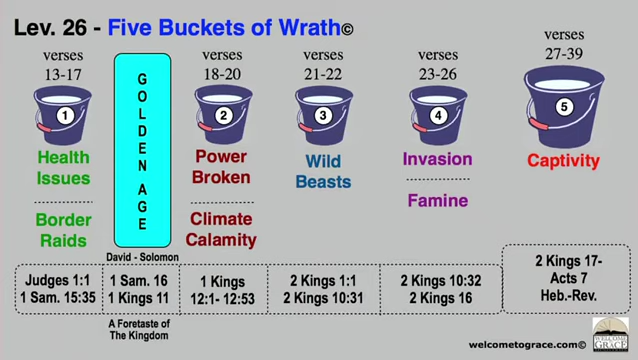 Lev. 26 - Five Buckets of Wrath©
verses
13-17
1
Health
Issues
Border
Raids
GOLDEN AGE
David - Solomon
verses
18-20
2
Power
Broken
Climate
Calamity
verses
21-22
3
Wild
Beasts
verses
23-26
4
Invasion
Famine
verses
27-39
5
Captivity
Judges 1:1
1 Sam. 15:35
1 Sam. 16
1 Kings 11
1 Kings
12:1- 12:53
2 Kings 1:1
2 Kings 10:31
2 Kings 10:32
2 Kings 16
2 Kings 17-
Acts 7
Heb.-Rev.
A Foretaste of
The Kingdom
welcometograce.com©
WELCOME
GRACE